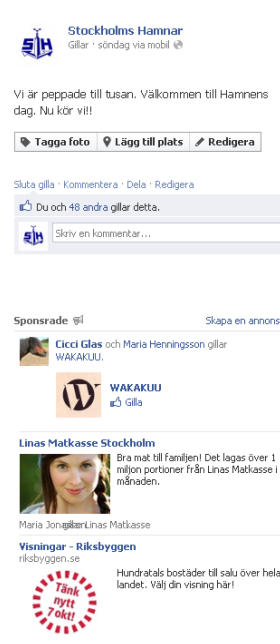 Stockholms Hamnar
Gillar · söndag via mobil
Vi är peppade till tusan. Välkommen till Hamnens
dag. Nu kör vi!!
Tagga foto Lägg till plats Redigera
Sluta gilla · Kommentera · Dela · Redigera
Du och 48 andra gillar detta.
Skriv en kommentar...
Sponsrade Skapa en annons
Cicci Glas och Maria Henningsson gillar
WAKAKUU.
WAKAKUU
Gilla
Linas Matkasse Stockholm
Bra mat till familjen! Det lagas över 1
miljon portioner från Linas Matkasse i
månaden.
Maria Linas Matkasse
Visningar - Riksbyggen
riksbyggen.se
Hundratals bostäder till salu över hela
landet. Välj din visning här!
Tänk
nytt
7 okt!